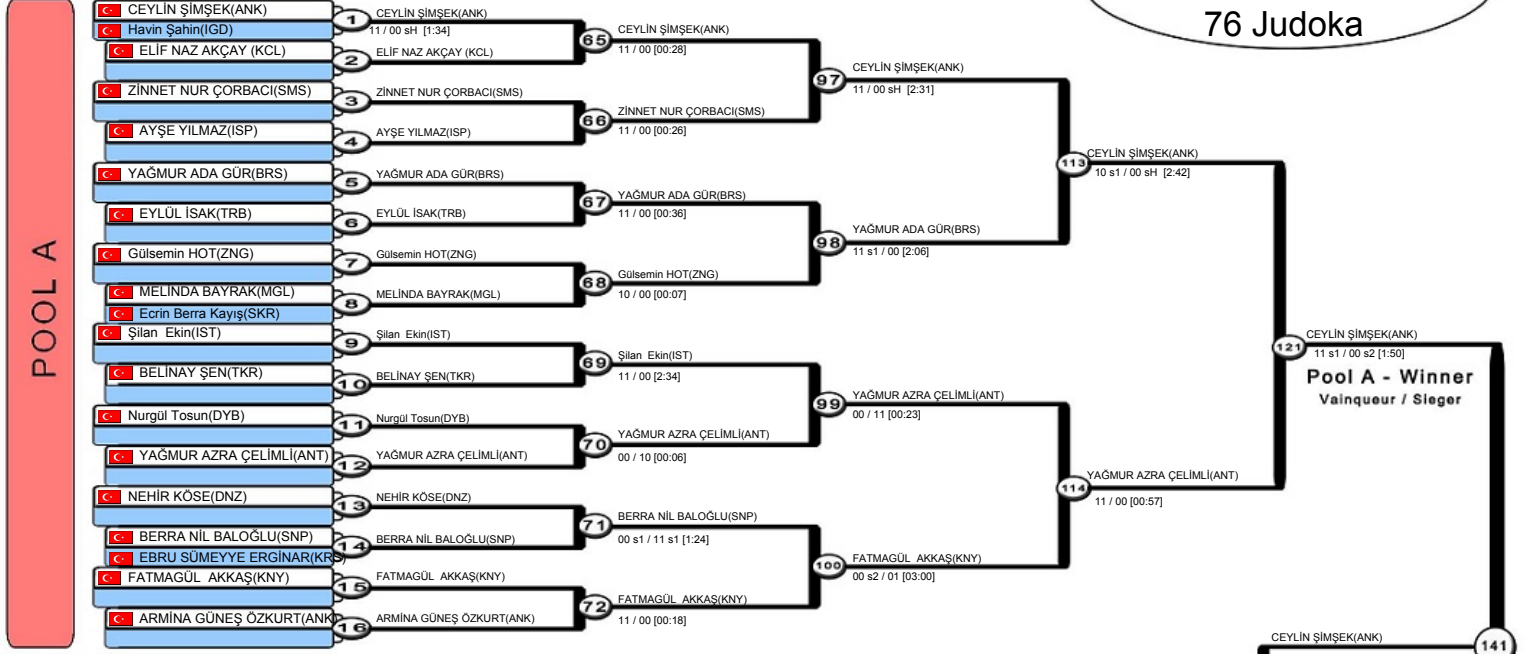 76 Judoka
POOL A
CEYLİN ŞİMŞEK(ANK)
Havin Şahin(IGD)
ELİF NAZ AKÇAY (KCL)
ZİNNET NUR ÇORBACI(SMS)
AYŞE YILMAZ(ISP)
YAĞMUR ADA GÜR(BRS)
EYLÜL İSAK(TRB)
Gülsemin HOT(ZNG)
MELİNDA BAYRAK(MGL)
Ecrin Berra Kayış(SKR)
Şilan Ekin(IST)
BELİNAY ŞEN(TKR)
Nurgül Tosun(DYB)
YAĞMUR AZRA ÇELİMLİ(ANT)
NEHİR KÖSE(DNZ)
BERRA NİL BALOĞLU(SNP)
EBRU SÜMEYYE ERGİNAR(KRS)
FATMAGÜL AKKAŞ(KNY)
ARMİNA GÜNEŞ ÖZKURT(ANK)
1
CEYLİN ŞİMŞEK(ANK)
11 / 00 sH [1:34]
2
ELİF NAZ AKÇAY (KCL)
3
ZİNNET NUR ÇORBACI(SMS)
4
AYŞE YILMAZ(ISP)
5
YAĞMUR ADA GÜR(BRS)
6
EYLÜL İSAK(TRB)
7
Gülsemin HOT(ZNG)
8
MELİNDA BAYRAK(MGL)
9
Şilan Ekin(IST)
10
BELİNAY ŞEN(TKR)
11
Nurgül Tosun(DYB)
12
YAĞMUR AZRA ÇELİMLİ(ANT)
13
NEHİR KÖSE(DNZ)
14
BERRA NİL BALOĞLU(SNP)
15
FATMAGÜL AKKAŞ(KNY)
16
ARMİNA GÜNEŞ ÖZKURT(ANK)
65
CEYLİN ŞİMŞEK(ANK)
11 / 00 [00:28]
66
ZİNNET NUR ÇORBACI(SMS)
11 / 00 [00:26]
67
YAĞMUR ADA GÜR(BRS)
11 / 00 [00:36]
68
Gülsemin HOT(ZNG)
10 / 00 [00:07]
69
Şilan Ekin(IST)
11 / 00 [2:34]
70
YAĞMUR AZRA ÇELİMLİ(ANT)
00 / 10 [00:06]
71
BERRA NİL BALOĞLU(SNP)
00 s1 / 11 s1 [1:24]
72
FATMAGÜL AKKAŞ(KNY)
11 / 00 [00:18]
97
CEYLİN ŞİMŞEK(ANK)
11 / 00 sH [2:31]
98
YAĞMUR ADA GÜR(BRS)
11 s1 / 00 [2:06]
99
YAĞMUR AZRA ÇELİMLİ(ANT)
00 / 11 [00:23]
100
FATMAGÜL AKKAŞ(KNY)
00 s2 / 01 [03:00]
113
CEYLİN ŞİMŞEK(ANK)
10 s1 / 00 sH [2:42]
114
YAĞMUR AZRA ÇELİMLİ(ANT)
11 / 00 [00:57]
121
CEYLİN ŞİMŞEK(ANK)
11 s1 / 00 s2 [1:50]
Pool A - Winner
Vainqueur / Sieger
CEYLİN ŞİMŞEK(ANK)
141